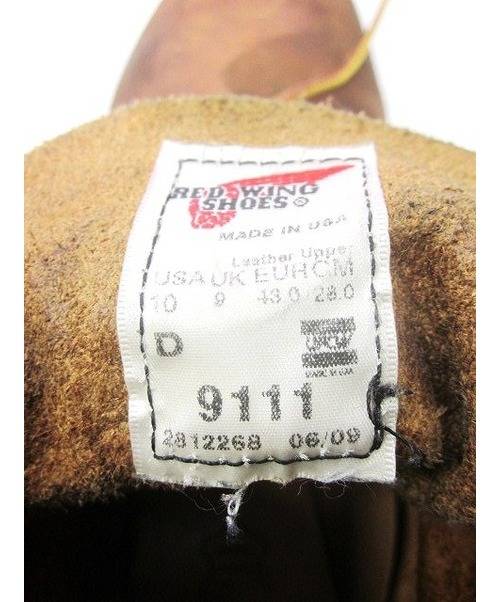 RED WING
SHOES®
MADE IN USA
Leather Upper
USA UK EUR CM
10 9 43.0 28.0
D
UFCW
9111
2812268 06/09